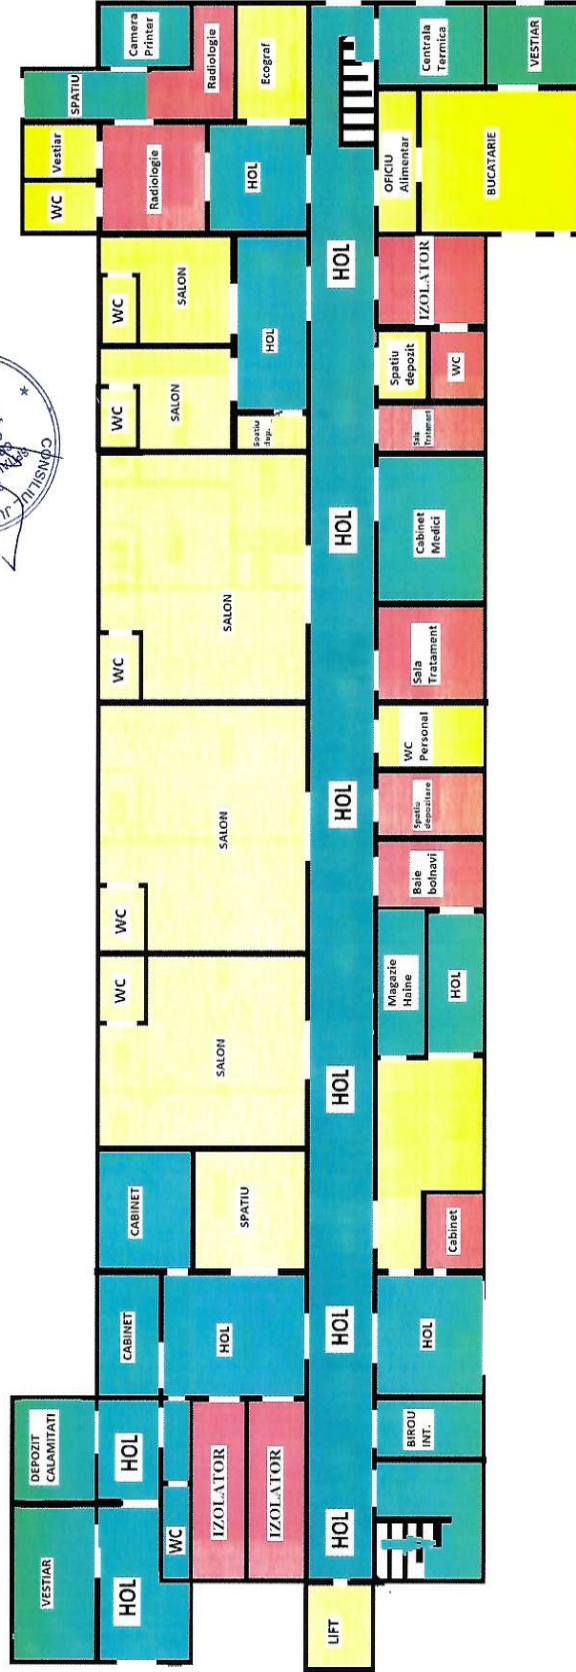 CONSILIUL
Camera
Printer
SPATIU
Radiologie
Ecograf
Centrala
Termica
VESTIAR
Vestiar
WC
Radiologie
HOL
OFICIU
Alimentar
BUCATARIE
HOL
WC
SALON
HOL
IZOLATOR
Spatiu
depozit
WC
WC
SALON
Spatiu
dep.
Sala
Tratament
WC
SALON
HOL
Cabinet
Medici
Sala
Tratament
WC
Personal
WC
SALON
HOL
Spatiu
depozitare
Baie
bolnavi
WC
SALON
HOL
Magazie
Haine
HOL
CABINET
SPATIU
Cabinet
CABINET
HOL
HOL
HOL
DEPOZIT
CALAMITATI
HOL
IZOLATOR
IZOLATOR
BIROU
INT.
VESTIAR
HOL
WC
HOL
LIFT